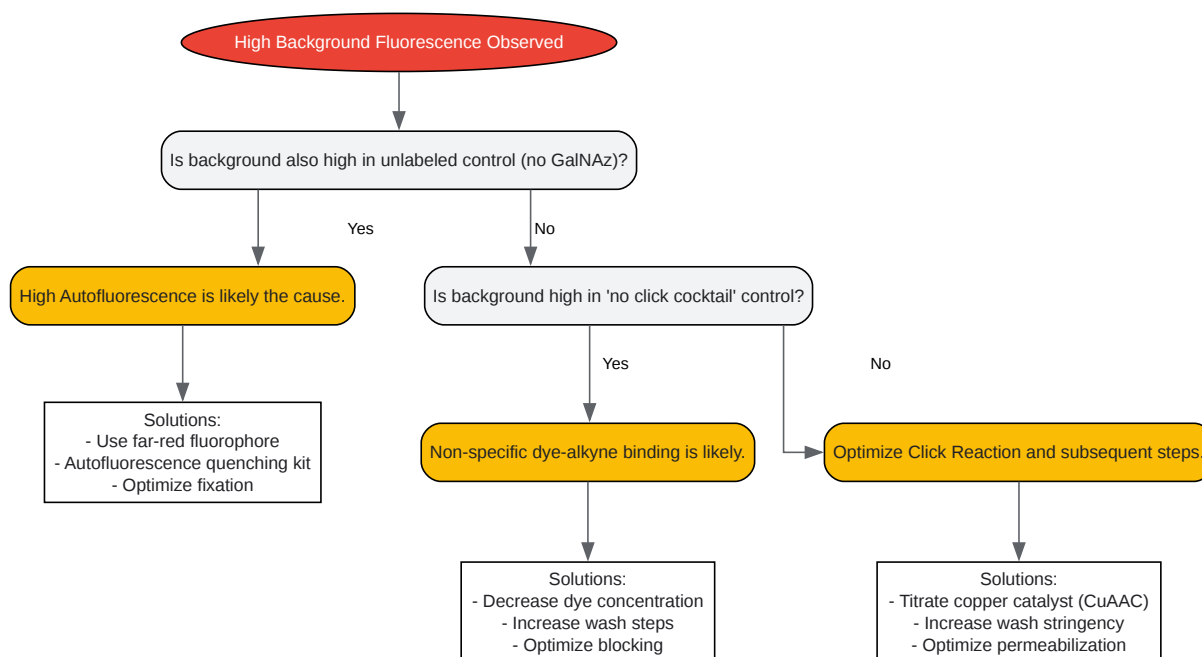 High Background Fluorescence Observed
Is background also high in unlabeled control (no GalNAz)?
Yes
No
High Autofluorescence is likely the cause.
Is background high in 'no click cocktail' control?
Yes
No
Solutions:
- Use far-red fluorophore
- Autofluorescence quenching kit
- Optimize fixation
Non-specific dye-alkyne binding is likely.
Optimize Click Reaction and subsequent steps.
Solutions:
- Decrease dye concentration
- Increase wash steps
- Optimize blocking
Solutions:
- Titrate copper catalyst (CuAAC)
- Increase wash stringency
- Optimize permeabilization